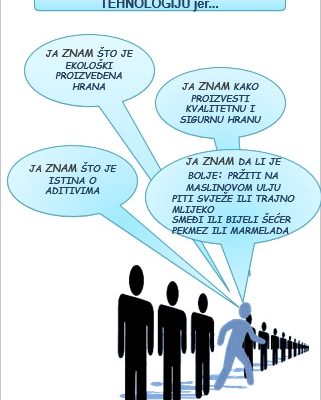 TEHNOLOGIJU jer...
JA ZNAM ŠTO JE
EKOLOŠKI
PROIZVEDENA
HRANA
JA ZNAM KAKO
PROIZVESTI
KVALITETNU I
SIGURNU HRANU
JA ZNAM ŠTO JE
ISTINA O
ADITIVIMA
JA ZNAM DA LI JE
BOLJE: PRŽITI NA
MASLINOVOM ULJU
PITI SVJEŽE ILI TRAJNO
MLIJEKO
SMEĐI ILI BIJELI ŠEĆER
PEKMEZ ILI MARMELADA